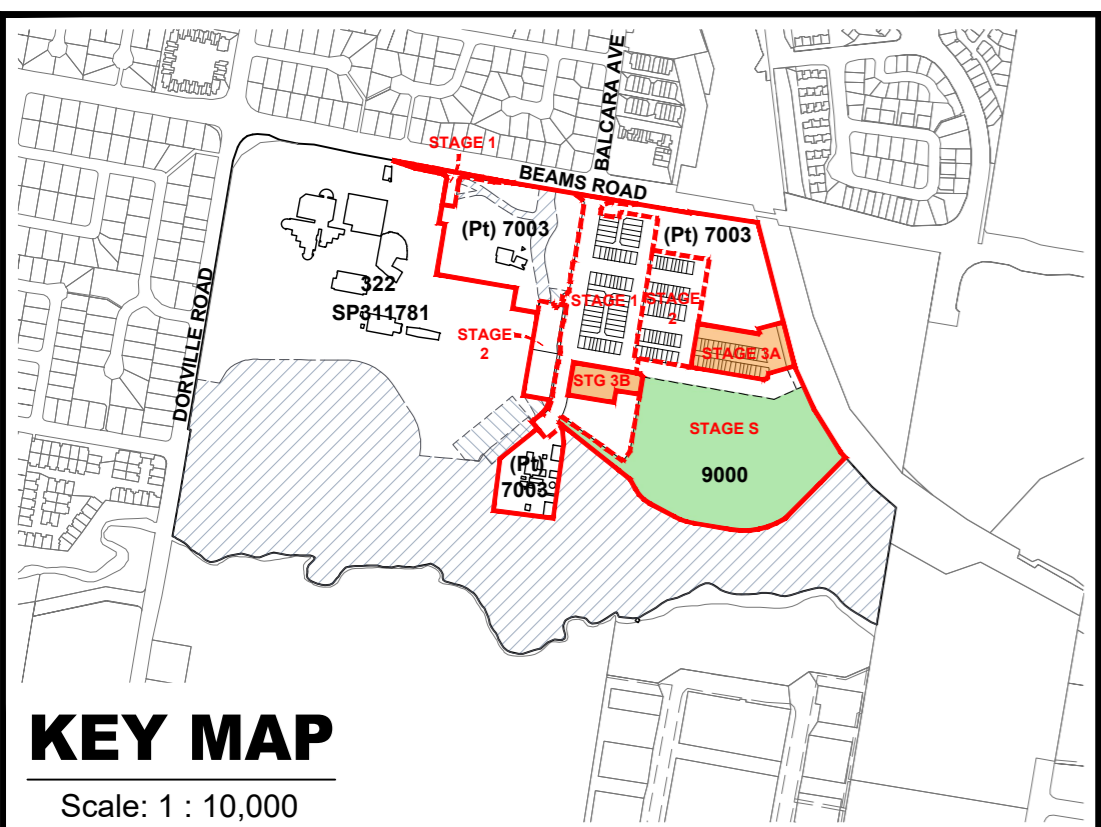 BALCARA AVE
STAGE 1
BEAMS ROAD
(Pt) 7003
(Pt) 7003
DORVILLE ROAD
322
SP311781
STAGE 1
STAGE
2
STAGE
2
STAGE 3A
STG 3B
STAGE S
9000
(Pt)
7003
KEY MAP
Scale: 1 : 10,000